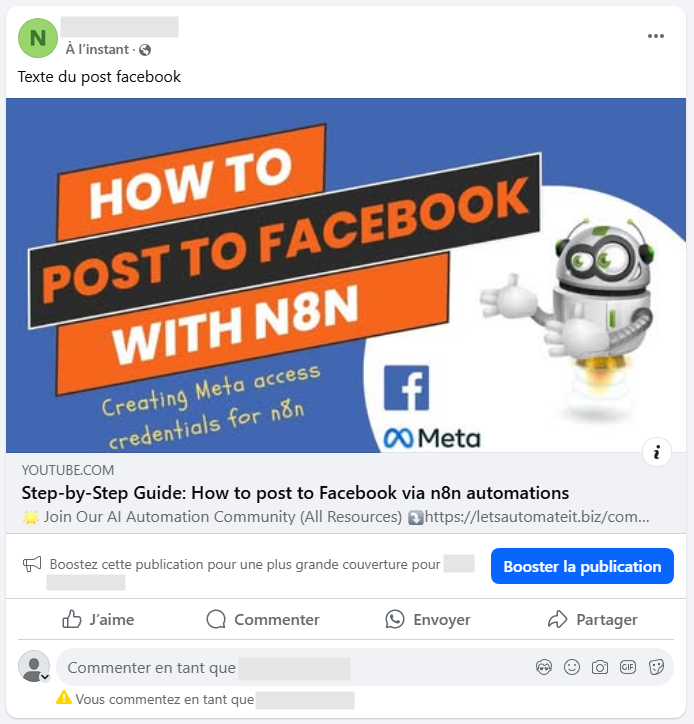 N
À l'instant ·
Texte du post facebook
HOW TO
POST TO FACEBOOK
WITH N8N
Creating Meta access
credentials for n8n
f
Meta
i
YOUTUBE.COM
Step-by-Step Guide: How to post to Facebook via n8n automations
🌟 Join Our AI Automation Community (All Resources) ⤵️https://letsautomateit.biz/com...
Boostez cette publication pour une plus grande couverture pour
Booster la publication
J'aime
Commenter
Envoyer
Partager
Commenter en tant que
GIF
Vous commentez en tant que